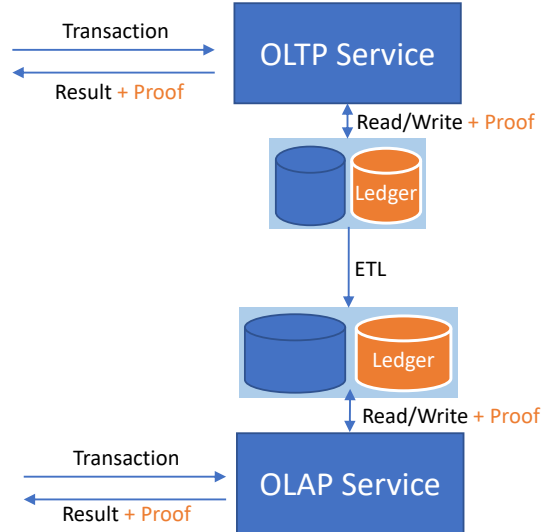 Transaction
OLTP Service
Result + Proof
Read/Write + Proof
Ledger
ETL
Ledger
Read/Write + Proof
Transaction
OLAP Service
Result + Proof